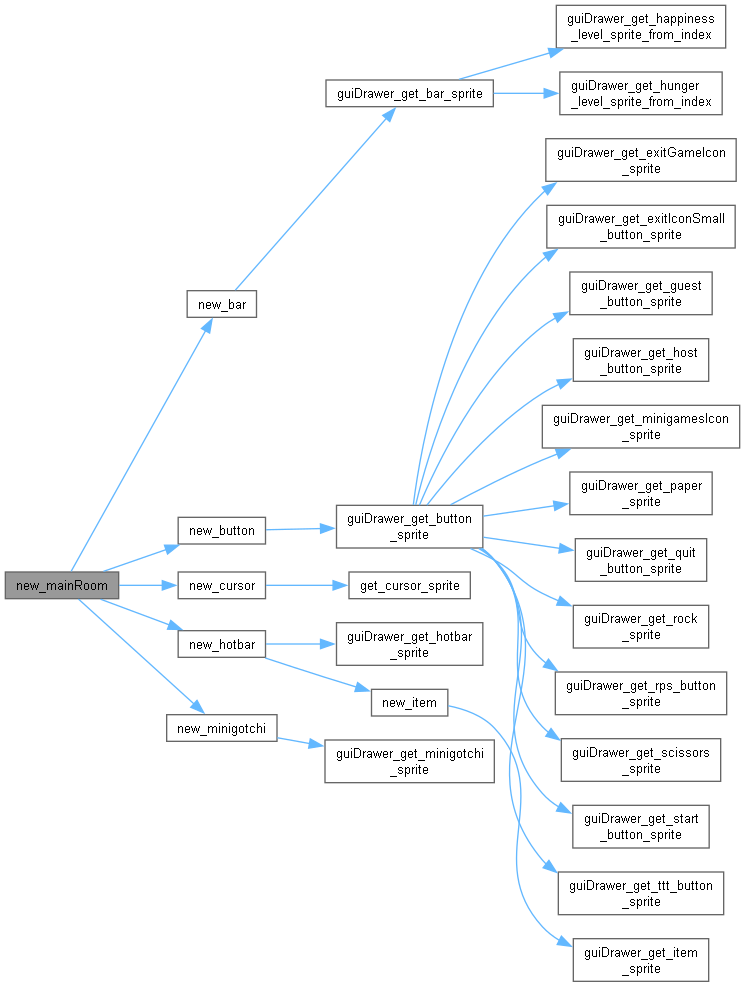 guiDrawer_get_happiness
_level_sprite_from_index
guiDrawer_get_bar_sprite
guiDrawer_get_hunger
_level_sprite_from_index
guiDrawer_get_exitGameIcon
_sprite
guiDrawer_get_exitIconSmall
_button_sprite
guiDrawer_get_guest
_button_sprite
new_bar
guiDrawer_get_host
_button_sprite
guiDrawer_get_minigamesIcon
_sprite
guiDrawer_get_paper
_sprite
new_button
guiDrawer_get_button
_sprite
guiDrawer_get_quit
_button_sprite
new_mainRoom
new_cursor
get_cursor_sprite
guiDrawer_get_rock
_sprite
new_hotbar
guiDrawer_get_hotbar
_sprite
guiDrawer_get_rps_button
_sprite
new_item
new_minigotchi
guiDrawer_get_minigotchi
_sprite
guiDrawer_get_scissors
_sprite
guiDrawer_get_start
_button_sprite
guiDrawer_get_ttt_button
_sprite
guiDrawer_get_item
_sprite